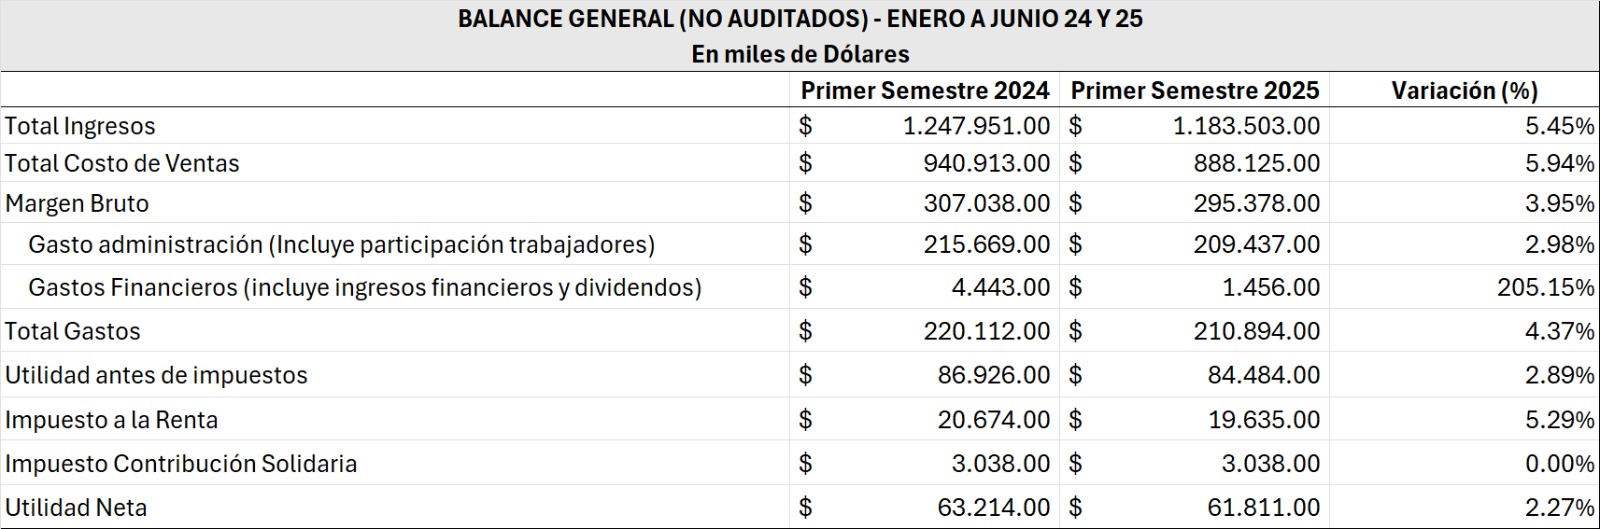 BALANCE GENERAL (NO AUDITADOS) - ENERO A JUNIO 24 Y 25
En miles de Dólares
Primer Semestre 2024 Primer Semestre 2025 Variación (%)
Total Ingresos $ 1.247.951.00 $ 1.183.503.00 5.45%
Total Costo de Ventas $ 940.913.00 $ 888.125.00 5.94%
Margen Bruto $ 307.038.00 $ 295.378.00 3.95%
Gasto administración (Incluye participación trabajadores) $ 215.669.00 $ 209.437.00 2.98%
Gastos Financieros (incluye ingresos financieros y dividendos) $ 4.443.00 $ 1.456.00 205.15%
Total Gastos $ 220.112.00 $ 210.894.00 4.37%
Utilidad antes de impuestos $ 86.926.00 $ 84.484.00 2.89%
Impuesto a la Renta $ 20.674.00 $ 19.635.00 5.29%
Impuesto Contribución Solidaria $ 3.038.00 $ 3.038.00 0.00%
Utilidad Neta $ 63.214.00 $ 61.811.00 2.27%